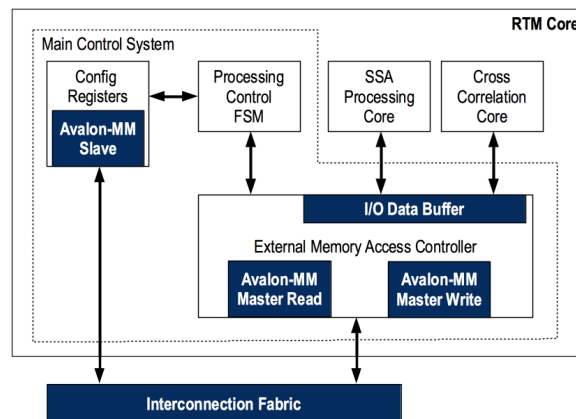 RTM Core
Main Control System
Config
Registers
Avalon-MM
Slave
Processing
Control
FSM
SSA
Processing
Core
Cross
Correlation
Core
I/O Data Buffer
External Memory Access Controller
Avalon-MM
Master Read
Avalon-MM
Master Write
Interconnection Fabric